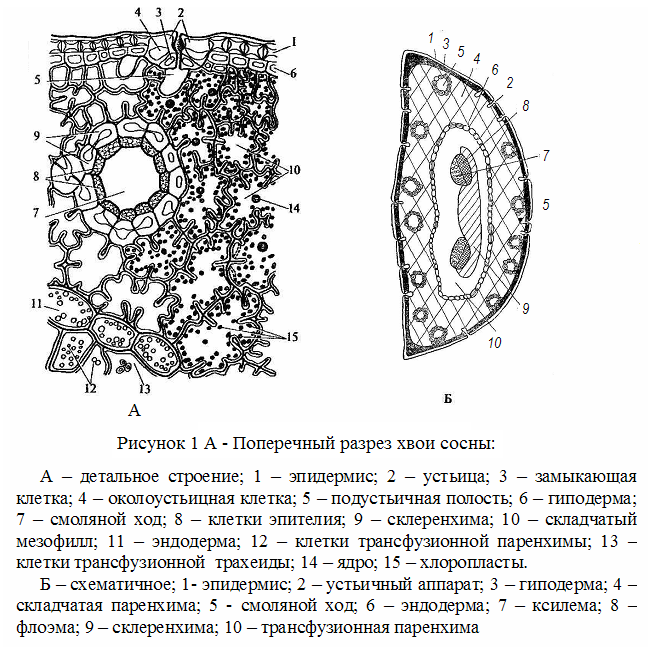 4 3 2
1
5
6
9
8
10
7
14
11
15
12
13
А
1 3 5 4 6 2 8
7
5
9
10
Б
Рисунок 1 А - Поперечный разрез хвои сосны:
А – детальное строение; 1 – эпидермис; 2 – устьица; 3 – замыкающая
клетка; 4 – околоустьицная клетка; 5 – подустьичная полость; 6 – гиподерма;
7 – смоляной ход; 8 – клетки эпителия; 9 – склеренхима; 10 – складчатый
мезофилл; 11 – эндодерма; 12 – клетки трансфузионной паренхимы; 13 –
клетки трансфузионной трахеиды; 14 – ядро; 15 – хлоропласты.
Б – схематичное; 1- эпидермис; 2 – устьичный аппарат; 3 – гиподерма; 4 –
складчатая паренхима; 5 - смоляной ход; 6 – эндодерма; 7 – ксилема; 8 –
флоэма; 9 – склеренхима; 10 – трансфузионная паренхима